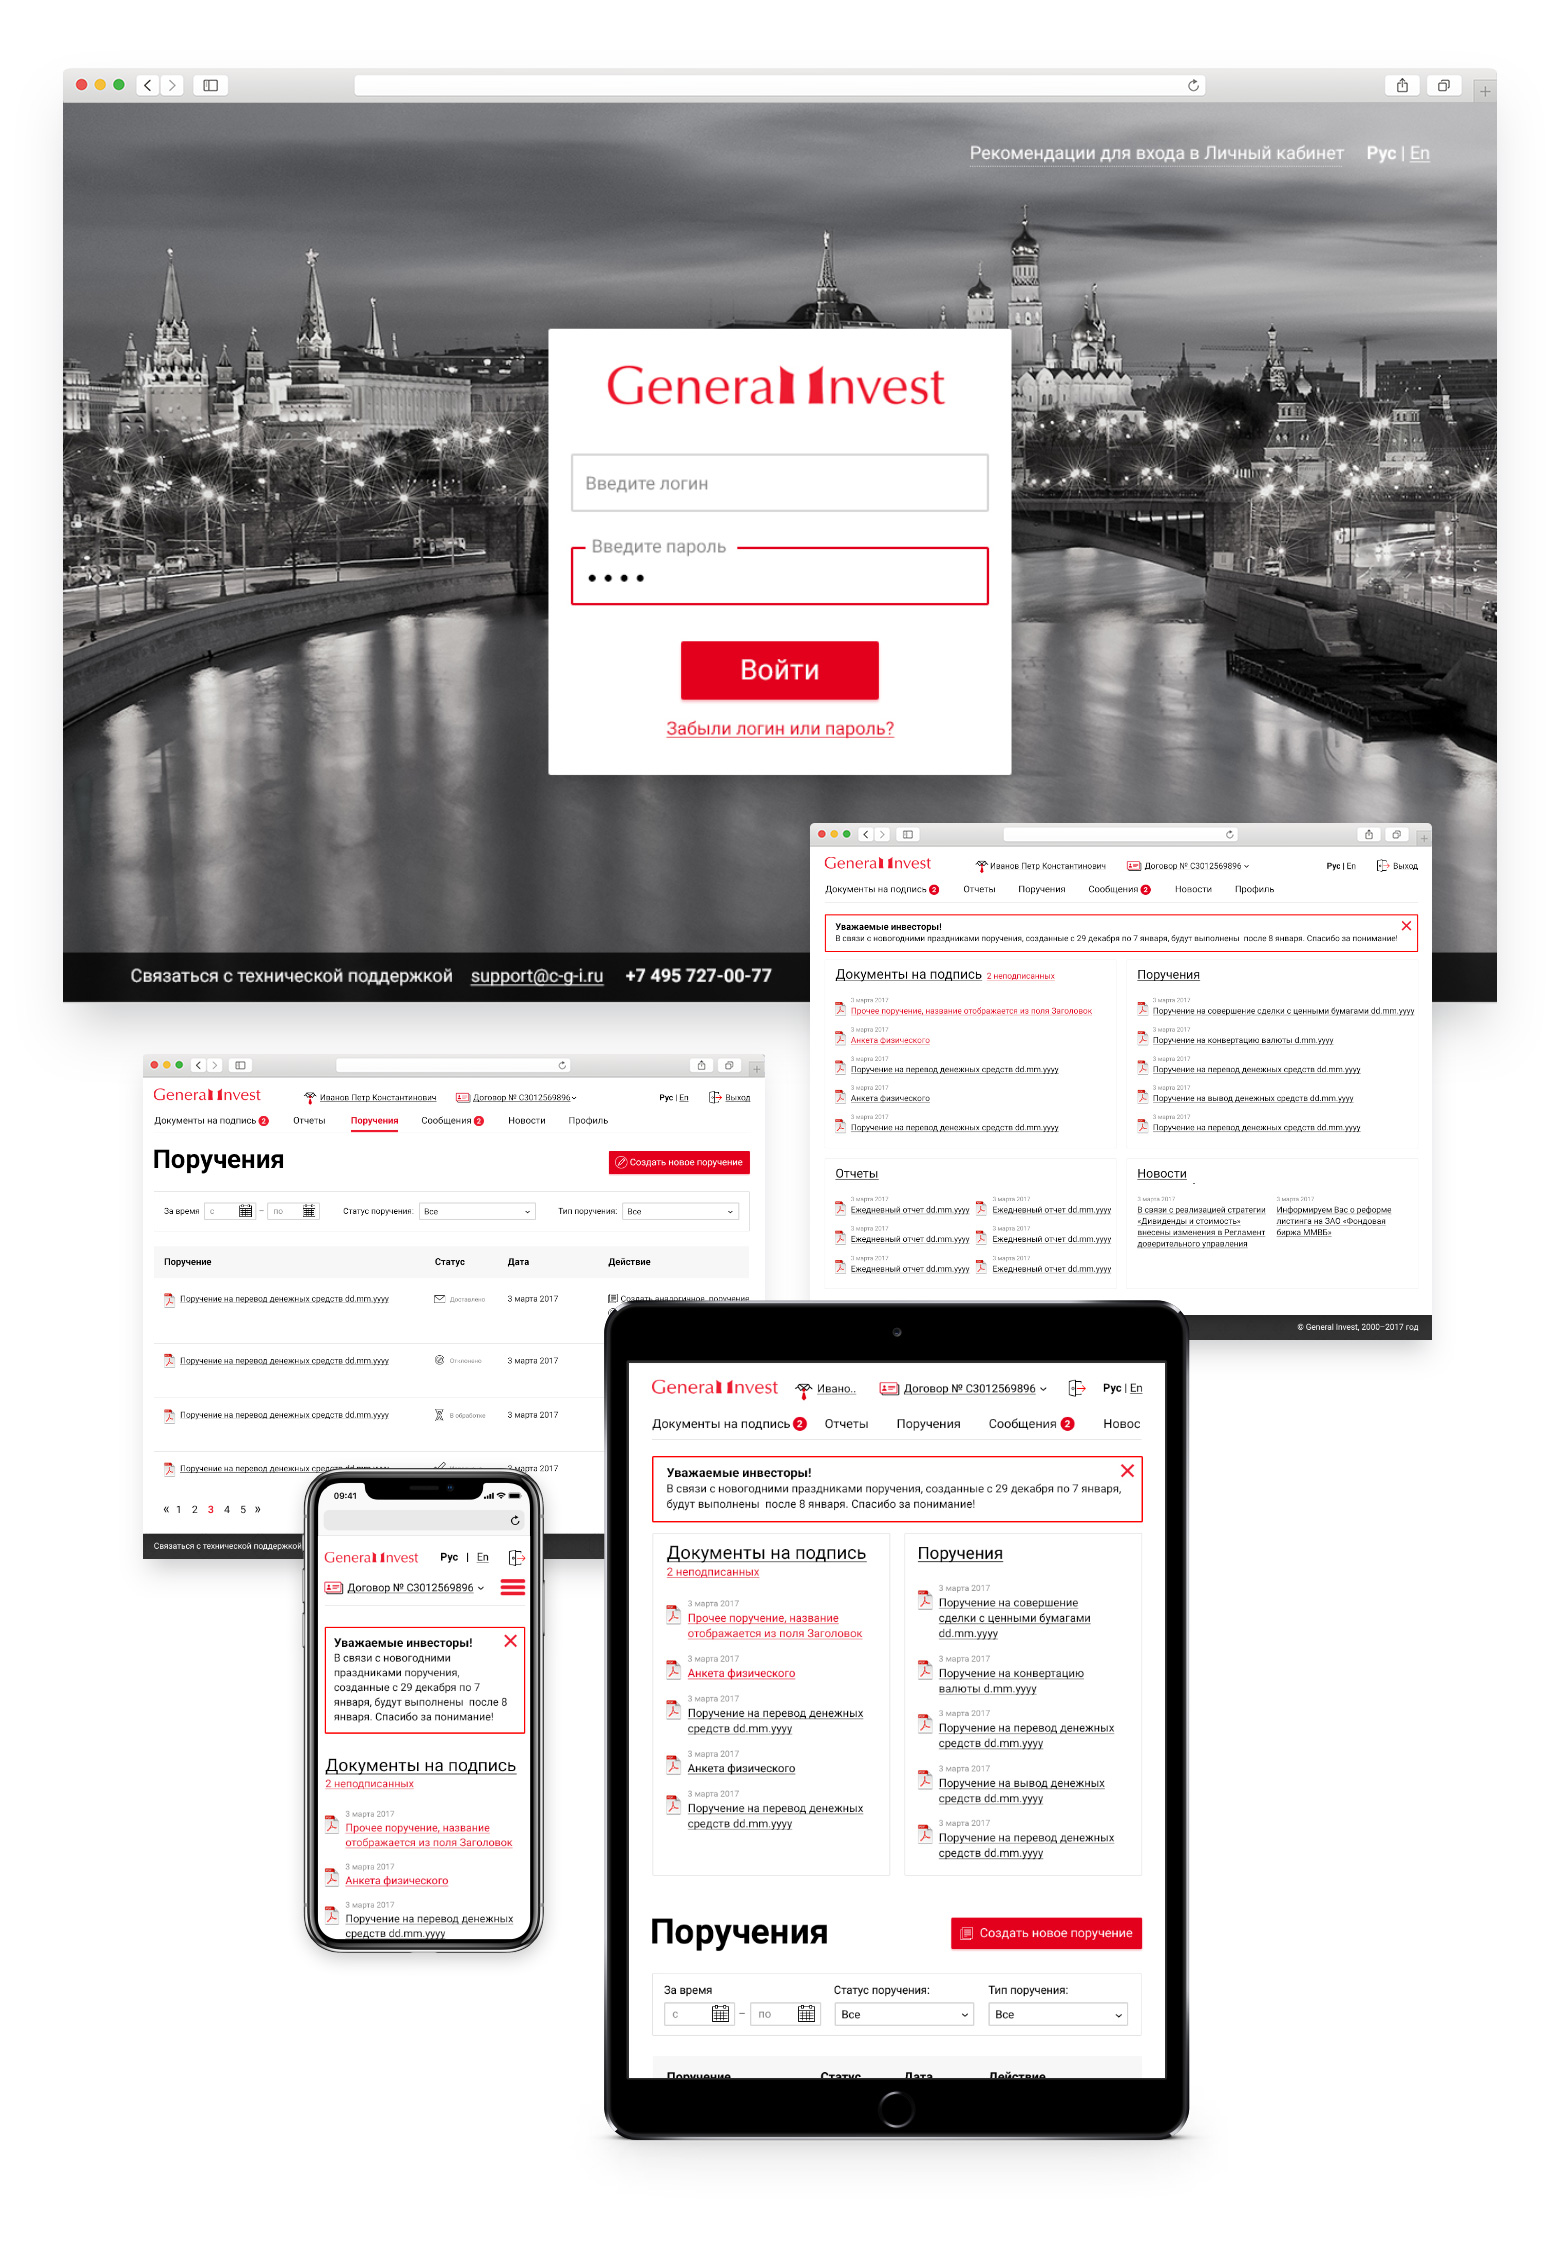 Рекомендации для входа в Личный кабинет Рус | En
General Invest
Введите логин
Введите пароль
Войти
Забыли логин или пароль?
Связаться с технической поддержкой support@c-g-i.ru +7 495 727-00-77
General Invest Иванов Петр Константинович Договор № С3012569896 Рус | En Выход
Документы на подпись 2 Отчеты Поручения Сообщения 2 Новости Профиль
Уважаемые инвесторы!
В связи с новогодними праздниками поручения, созданные с 29 декабря по 7 января, будут выполнены после 8 января. Спасибо за понимание!
Документы на подпись 2 неподписанных
3 марта 2017
Прочее поручение, название отображается из поля Заголовок
3 марта 2017
Анкета физического
3 марта 2017
Поручение на перевод денежных средств dd.mm.yyyy
3 марта 2017
Анкета физического
3 марта 2017
Поручение на перевод денежных средств dd.mm.yyyy
Поручения
3 марта 2017
Поручение на совершение сделки с ценными бумагами dd.mm.yyyy
3 марта 2017
Поручение на конвертацию валюты d.mm.yyyy
3 марта 2017
Поручение на перевод денежных средств dd.mm.yyyy
3 марта 2017
Поручение на вывод денежных средств dd.mm.yyyy
3 марта 2017
Поручение на перевод денежных средств dd.mm.yyyy
Отчеты
3 марта 2017 3 марта 2017
Ежедневный отчет dd.mm.yyyy Ежедневный отчет dd.mm.yyyy
3 марта 2017 3 марта 2017
Ежедневный отчет dd.mm.yyyy Ежедневный отчет dd.mm.yyyy
3 марта 2017 3 марта 2017
Ежедневный отчет dd.mm.yyyy Ежедневный отчет dd.mm.yyyy
Новости
3 марта 2017
В связи с реализацией стратегии
«Дивиденды и стоимость»
внесены изменения в Регламент
доверительного управления
3 марта 2017
Информируем Вас о реформе
листинга на ЗАО «Фондовая
биржа ММВБ»
© General Invest, 2000–2017 год
General Invest Иванов Петр Константинович Договор № С3012569896 Рус | En Выход
Документы на подпись 2 Отчеты Поручения Сообщения 2 Новости Профиль
Поручения Создать новое поручение
За время с – по Статус поручения: Все Тип поручения: Все
Поручение Статус Дата Действие
Поручение на перевод денежных средств dd.mm.yyyy Доставлено 3 марта 2017 Создать аналогичное поручение
Поручение на перевод денежных средств dd.mm.yyyy Отклонено 3 марта 2017
Поручение на перевод денежных средств dd.mm.yyyy В обработке 3 марта 2017
Поручение на перевод денежных средств dd.mm.yyyy 3 марта 2017
« 1 2 3 4 5 »
Связаться с технической поддержкой
09:41
General Invest Рус | En
Договор № С3012569896
Уважаемые инвесторы!
В связи с новогодними
праздниками поручения,
созданные с 29 декабря по 7
января, будут выполнены после 8
января. Спасибо за понимание!
Документы на подпись
2 неподписанных
3 марта 2017
Прочее поручение, название
отображается из поля Заголовок
3 марта 2017
Анкета физического
3 марта 2017
Поручение на перевод денежных
средств dd.mm.yyyy
General Invest Ивано.. Договор № С3012569896 Рус | En
Документы на подпись 2 Отчеты Поручения Сообщения 2 Новос
Уважаемые инвесторы!
В связи с новогодними праздниками поручения, созданные с 29 декабря по 7 января,
будут выполнены после 8 января. Спасибо за понимание!
Документы на подпись
2 неподписанных
3 марта 2017
Прочее поручение, название
отображается из поля Заголовок
3 марта 2017
Анкета физического
3 марта 2017
Поручение на перевод денежных
средств dd.mm.yyyy
3 марта 2017
Анкета физического
3 марта 2017
Поручение на перевод денежных
средств dd.mm.yyyy
Поручения
3 марта 2017
Поручение на совершение
сделки с ценными бумагами
dd.mm.yyyy
3 марта 2017
Поручение на конвертацию
валюты d.mm.yyyy
3 марта 2017
Поручение на перевод денежных
средств dd.mm.yyyy
3 марта 2017
Поручение на вывод денежных
средств dd.mm.yyyy
3 марта 2017
Поручение на перевод денежных
средств dd.mm.yyyy
Поручения Создать новое поручение
За время Статус поручения: Тип поручения:
с – по Все Все
Поручение Статус Дата Действие